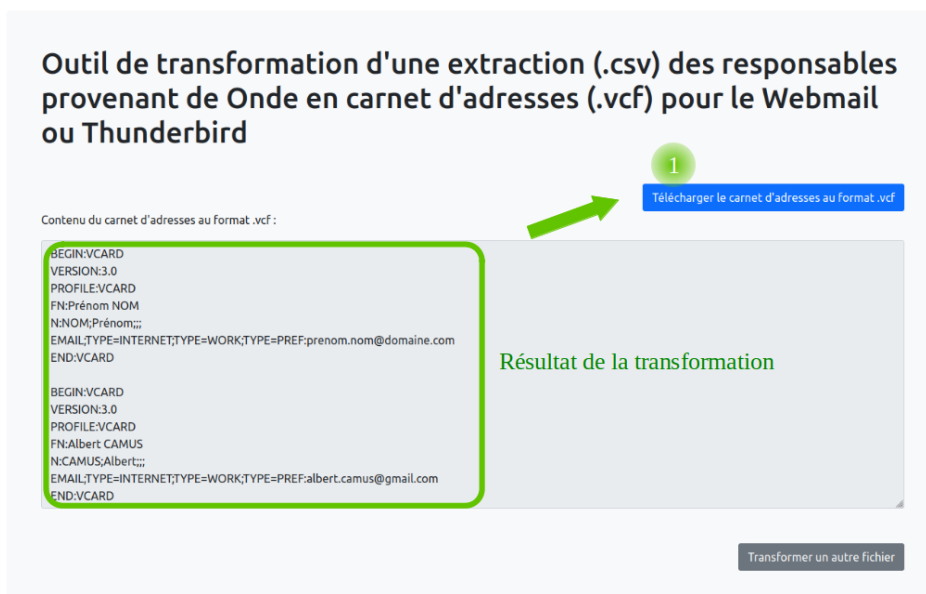 Outil de transformation d'une extraction (.csv) des responsables
provenant de Onde en carnet d'adresses (.vcf) pour le Webmail
ou Thunderbird
1
Télécharger le carnet d'adresses au format .vcf
Contenu du carnet d'adresses au format .vcf :
BEGIN:VCARD
VERSION:3.0
PROFILE:VCARD
FN:Prénom NOM
N:NOM;Prénom;;;
EMAIL;TYPE=INTERNET;TYPE=WORK;TYPE=PREF:prenom.nom@domaine.com
END:VCARD
Résultat de la transformation
BEGIN:VCARD
VERSION:3.0
PROFILE:VCARD
FN:Albert CAMUS
N:CAMUS;Albert;;;
EMAIL;TYPE=INTERNET;TYPE=WORK;TYPE=PREF:albert.camus@gmail.com
END:VCARD
Transformer un autre fichier